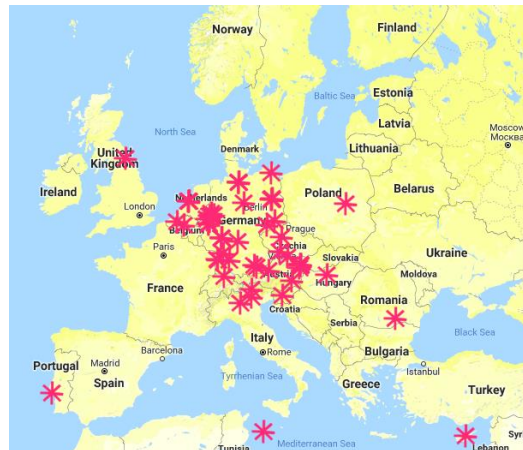 Norway
Finland
Estonia
Baltic Sea
Latvia
Moscow
Москва
North Sea
Denmark
Lithuania
United
Kingdom
Belarus
Ireland
Netherlands
Berlin
Poland
London
Germany
Belgium
Prague
Paris
Czechia
Ukraine
Slovakia
Austria
Hungary
Moldova
France
Romania
Croatia
Serbia
Black Sea
Italy
Bulgaria
Barcelona
Rome
Istanbul
Portugal
Madrid
Spain
Tyrrhenian Sea
Greece
Turkey
Tunisia
Mediterranean Sea
Lebanon